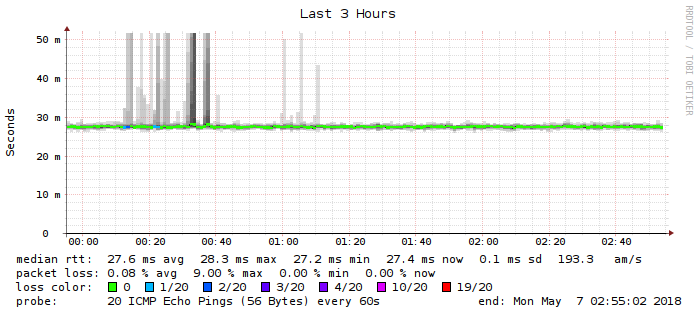 Last 3 Hours
RRDTOOL / TOBI OETIKER
Seconds
50 m
40 m
30 m
20 m
10 m
0
00:00 00:20 00:40 01:00 01:20 01:40 02:00 02:20 02:40
median rtt: 27.6 ms avg 28.3 ms max 27.2 ms min 27.4 ms now 0.1 ms sd 193.3 am/s
packet loss: 0.08 % avg 9.00 % max 0.00 % min 0.00 % now
loss color: 0 1/20 2/20 3/20 4/20 10/20 19/20
probe: 20 ICMP Echo Pings (56 Bytes) every 60s end: Mon May 7 02:55:02 2018